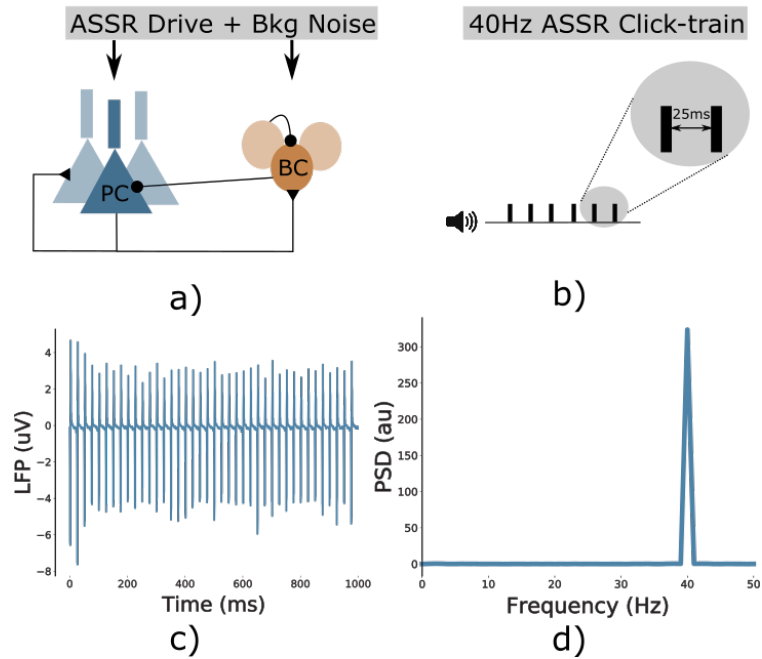 ASSR Drive + Bkg Noise
40Hz ASSR Click-train
25ms
PC
BC
a)
b)
4
2
0
−2
−4
−6
−8
LFP (uV)
0
200
400
600
800
1000
Time (ms)
c)
300
250
200
150
100
50
0
PSD (au)
0
10
20
30
40
50
Frequency (Hz)
d)